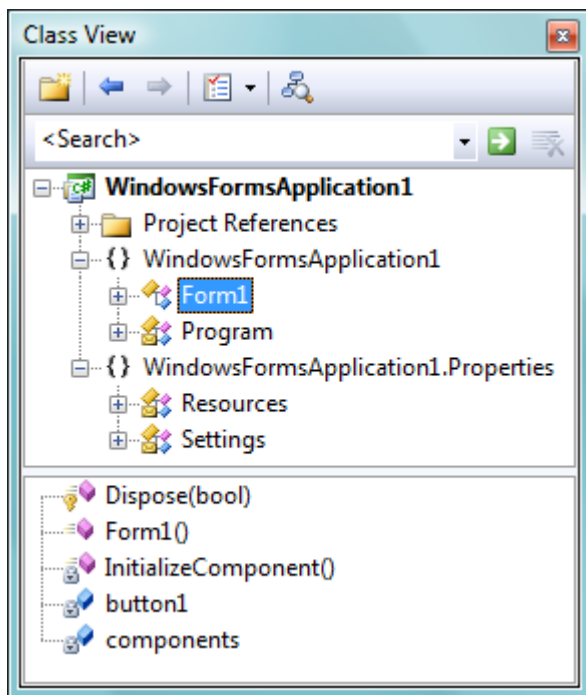 Class View
<Search>
C#
WindowsFormsApplication1
Project References
{} WindowsFormsApplication1
Form1
Program
{} WindowsFormsApplication1.Properties
Resources
Settings
Dispose(bool)
Form1()
InitializeComponent()
button1
components